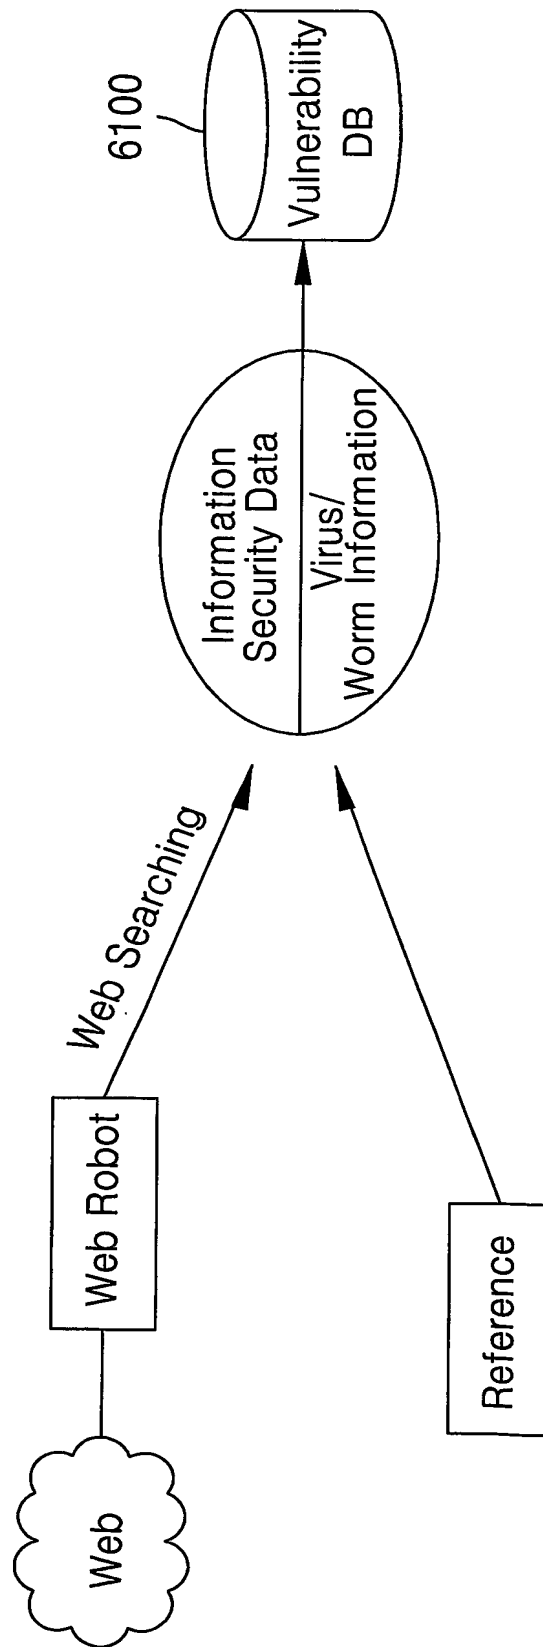 Web
Web Robot
Web Searching
Reference
Information
Security Data
Virus/
Worm Information
6100
Vulnerability
DB